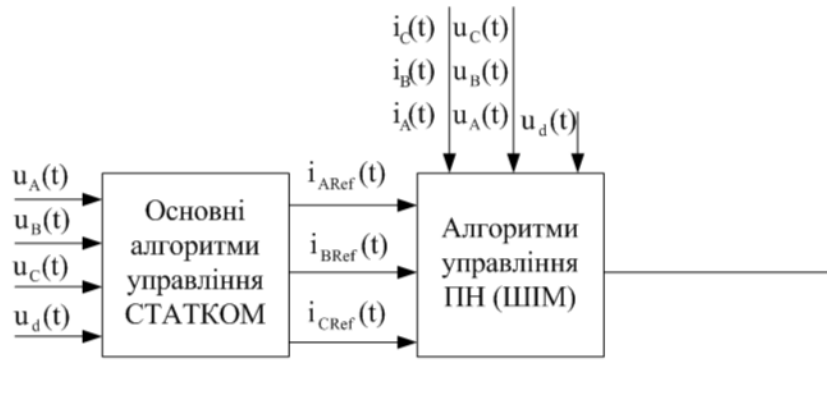 i_C(t) u_C(t)
i_B(t) u_B(t)
i_A(t) u_A(t) u_d(t)
u_A(t)
u_B(t)
u_C(t)
u_d(t)
Основні
алгоритми
управління
СТАТКОМ
i_ARef(t)
i_BRef(t)
i_CRef(t)
Алгоритми
управління
ПН (ШІМ)